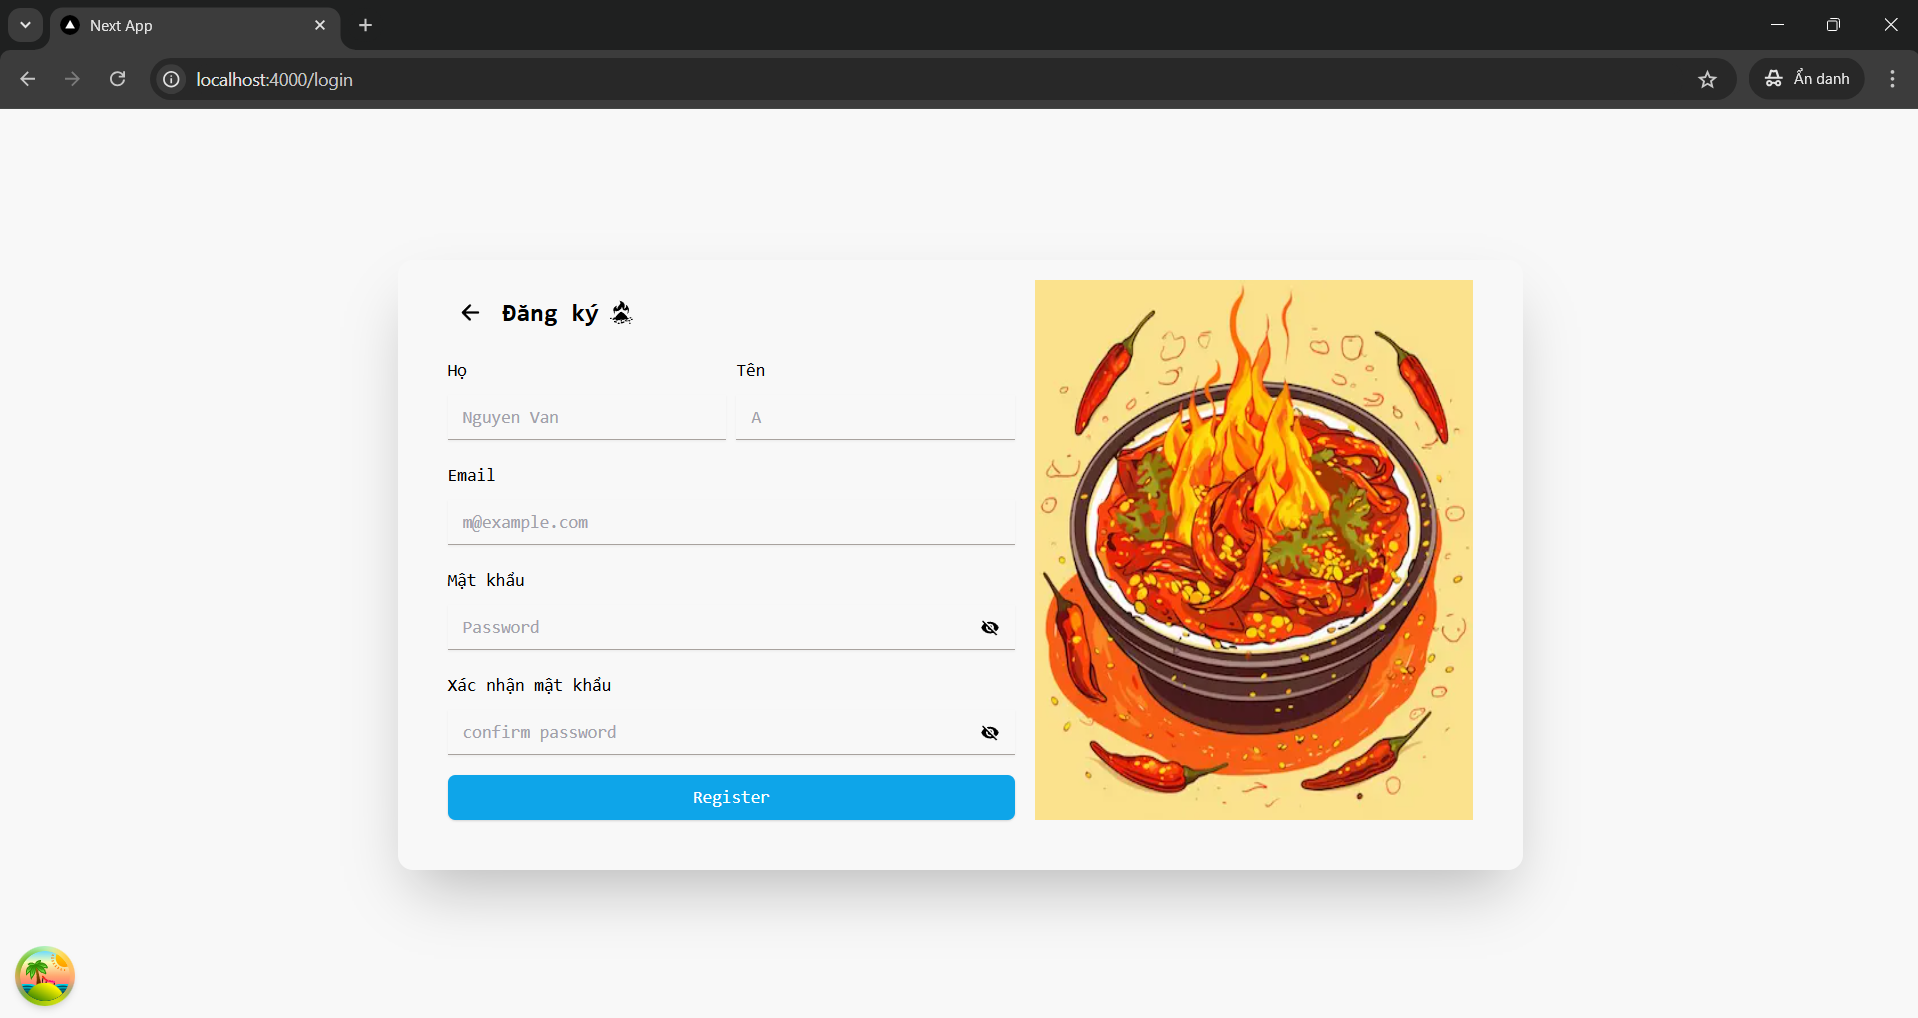 Next App
localhost:4000/login
Ẩn danh
Đăng ký
Họ
Tên
Nguyen Van
A
Email
m@example.com
Mật khẩu
Password
Xác nhận mật khẩu
confirm password
Register